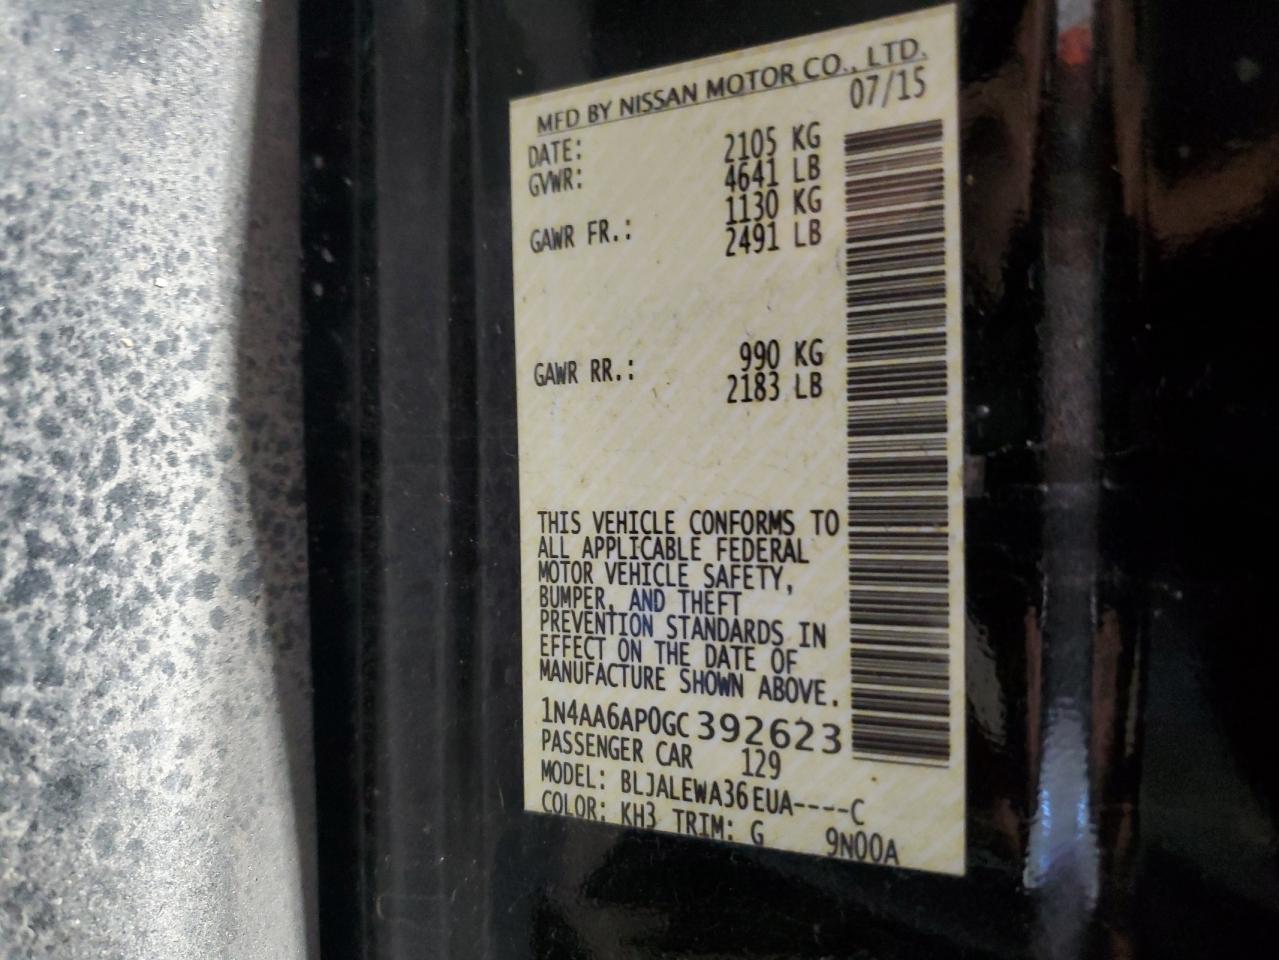 MFD BY NISSAN MOTOR CO., LTD.
DATE: 07/15
GVWR: 2105 KG
4641 LB
GAWR FR.: 1130 KG
2491 LB
GAWR RR.: 990 KG
2183 LB
THIS VEHICLE CONFORMS TO
ALL APPLICABLE FEDERAL
MOTOR VEHICLE SAFETY,
BUMPER, AND THEFT
PREVENTION STANDARDS IN
EFFECT ON THE DATE OF
MANUFACTURE SHOWN ABOVE.
1N4AA6AP0GC392623
PASSENGER CAR 129
MODEL: BLJALEWA36EUA----C
COLOR: KH3 TRIM: G 9N00A